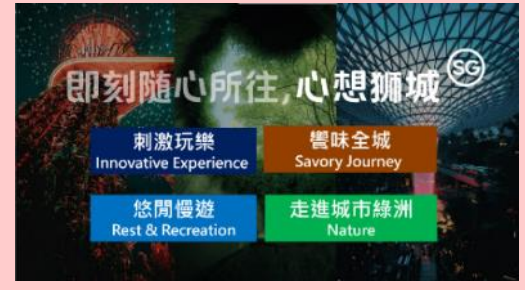 即刻隨心所往,心想狮城 SG
刺激玩樂
Innovative Experience
饗味全城
Savory Journey
悠閒慢遊
Rest & Recreation
走進城市綠洲
Nature